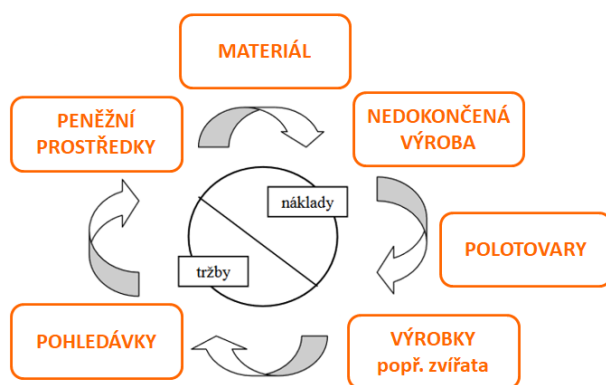 MATERIÁL
PENĚŽNÍ
PROSTŘEDKY
NEDOKONČENÁ
VÝROBA
náklady
tržby
POLOTOVARY
POHLEDÁVKY
VÝROBKY
popř. zvířata